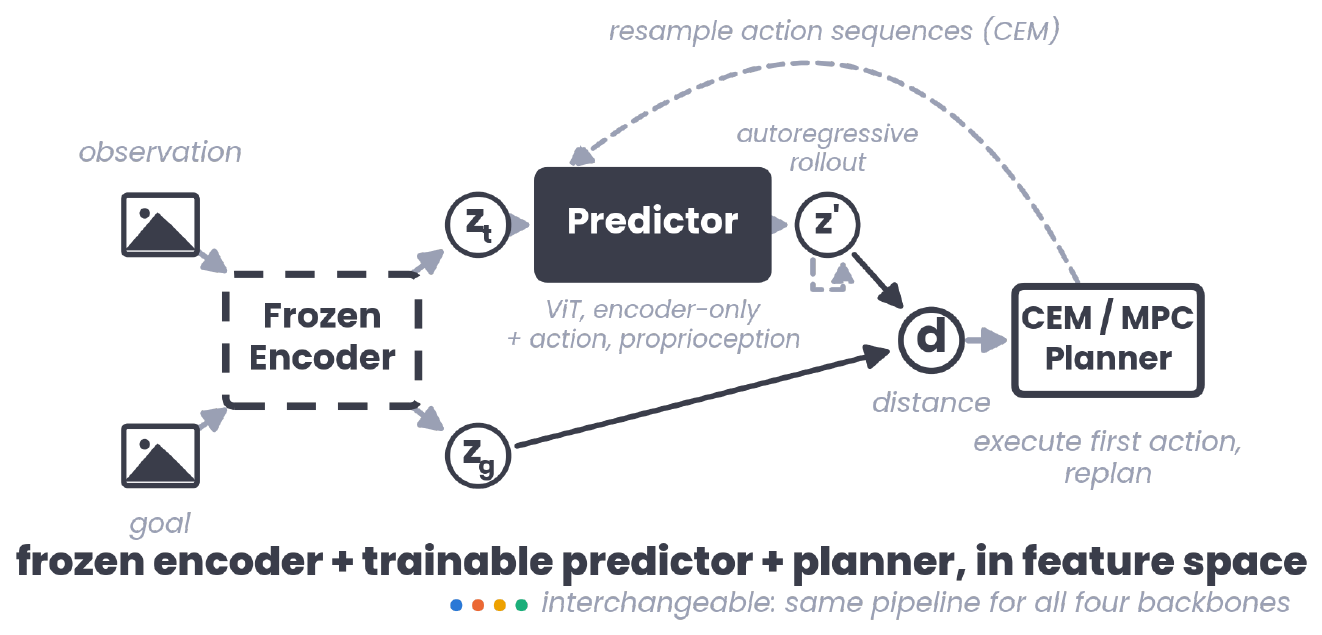 resample action sequences (CEM)
autoregressive
rollout
observation
z_t
Predictor
z'
ViT, encoder-only
+ action, proprioception
Frozen
Encoder
d
distance
CEM / MPC
Planner
execute first action,
replan
z_g
goal
frozen encoder + trainable predictor + planner, in feature space
interchangeable: same pipeline for all four backbones